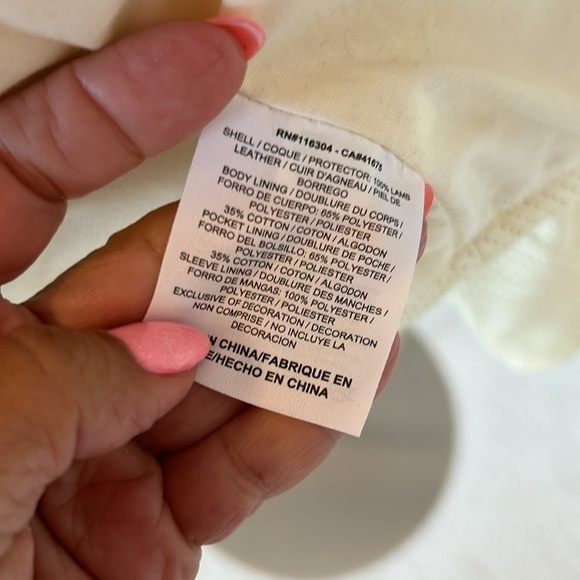 RN#116304 - CA#41675
SHELL / COQUE / PROTECTOR: 100% LAMB
LEATHER / CUIR D'AGNEAU / PIEL DE
BORREGO
BODY LINING / DOUBLURE DU CORPS /
FORRO DE CUERPO: 65% POLYESTER /
POLYESTER / POLIESTER
35% COTTON / COTON / ALGODON
POCKET LINING / DOUBLURE DE POCHE /
FORRO DEL BOLSILLO: 65% POLYESTER /
POLYESTER / POLIESTER
35% COTTON / COTON / ALGODON
SLEEVE LINING / DOUBLURE DES MANCHES /
FORRO DE MANGAS: 100% POLYESTER /
POLYESTER / POLIESTER
EXCLUSIVE OF DECORATION / DECORATION
NON COMPRISE / NO INCLUYE LA
DECORACION
N CHINA/FABRIQUE EN
E/HECHO EN CHINA